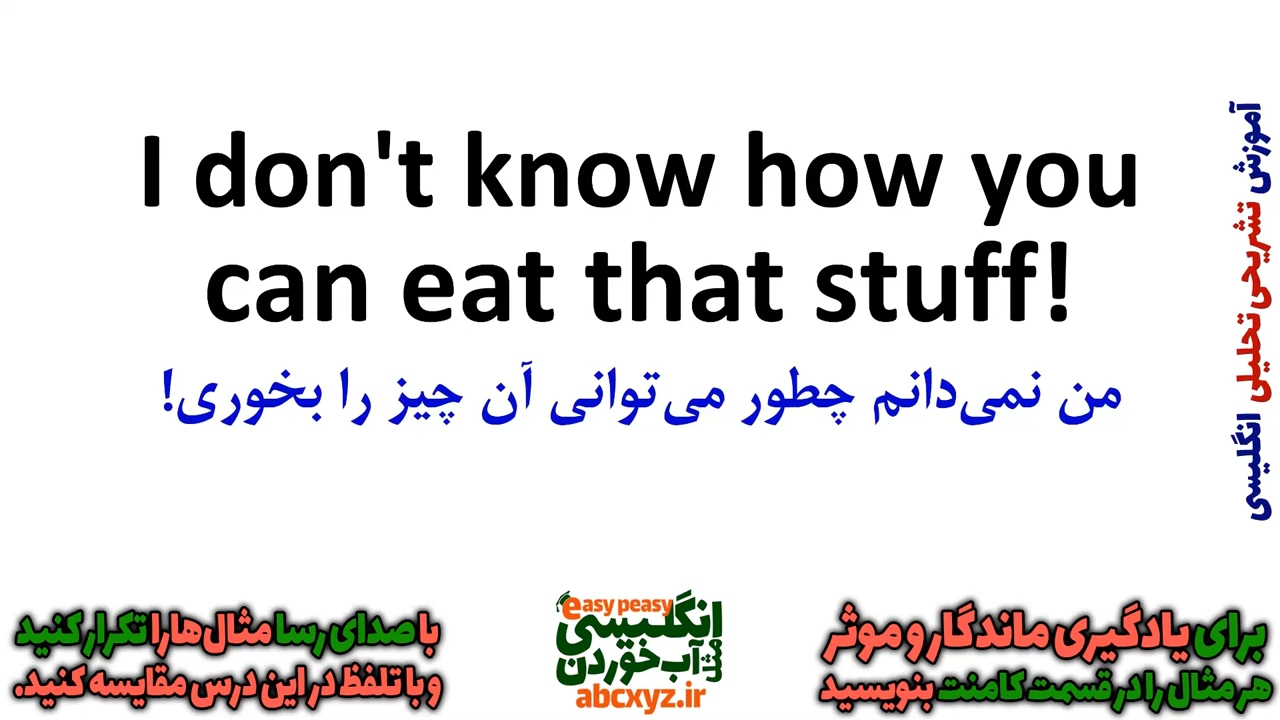 I don't know how you
can eat that stuff!
من نمی‌دانم چطور می‌توانی آن چیز را بخوری!
آموزش تشریحی تحلیلی انگلیسی
برای یادگیری ماندگار و موثر
هر مثال را در قسمت کامنت بنویسید
easy peasy
انگلیسی
مثل آب خوردن
abcxyz.ir
با صدای رسا مثال‌ها را تکرار کنید
و با تلفظ در این درس مقایسه کنید.